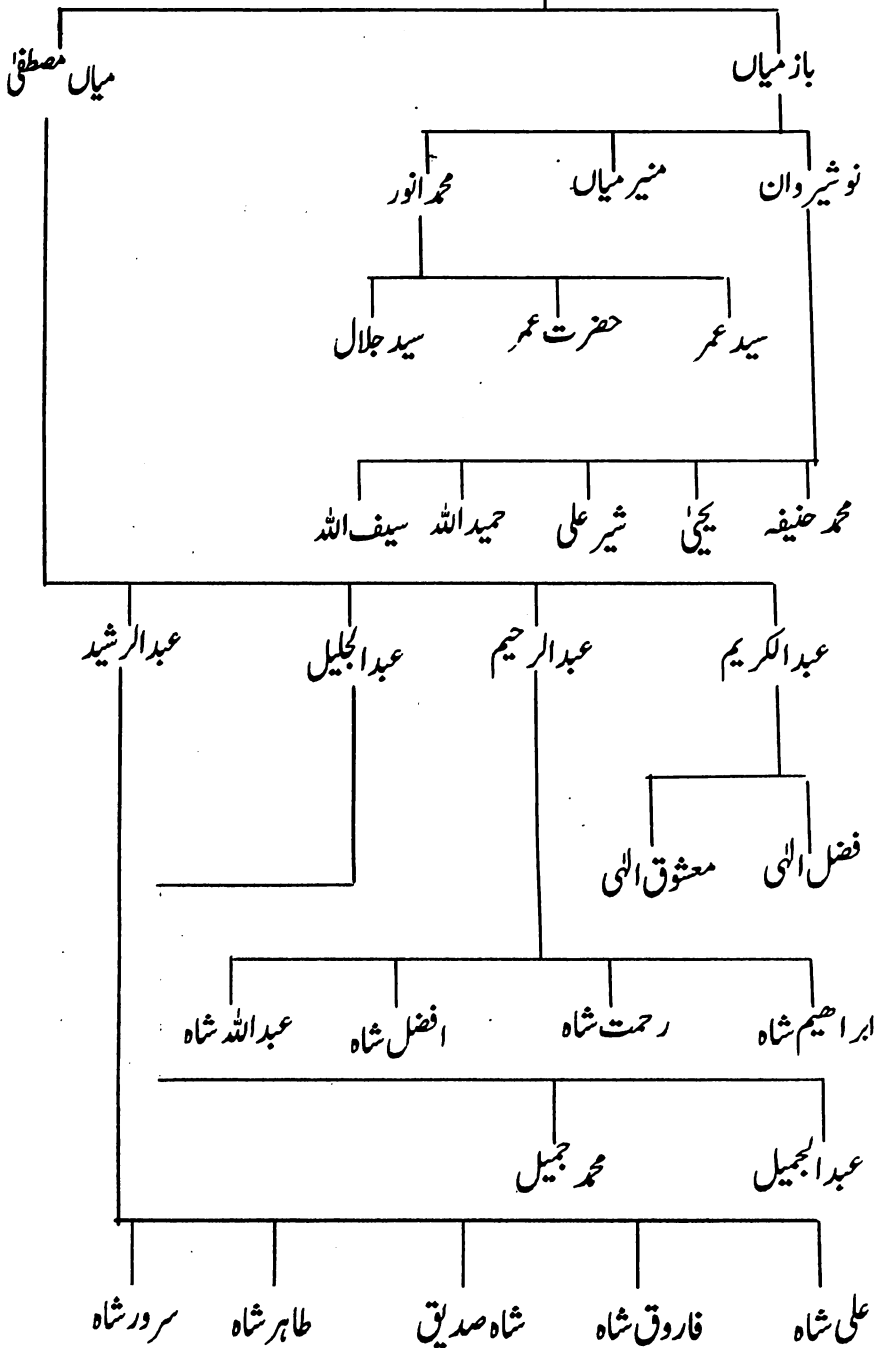 باز میاں میاں مصطفیٰ
نوشیروان منیر میاں محمد انور
سید عمر حضرت عمر سید جلال
محمد حنیفہ یحییٰ شیر علی حمید اللہ سیف اللہ
عبدالکریم عبدالرحیم عبدالجلیل عبدالرشید
فضل الٰہی معشوق الٰہی
ابراھیم شاہ رحمت شاہ افضل شاہ عبداللہ شاہ
عبدالجمیل محمد جمیل
علی شاہ فاروق شاہ شاہ صدیق طاہر شاہ سرور شاہ